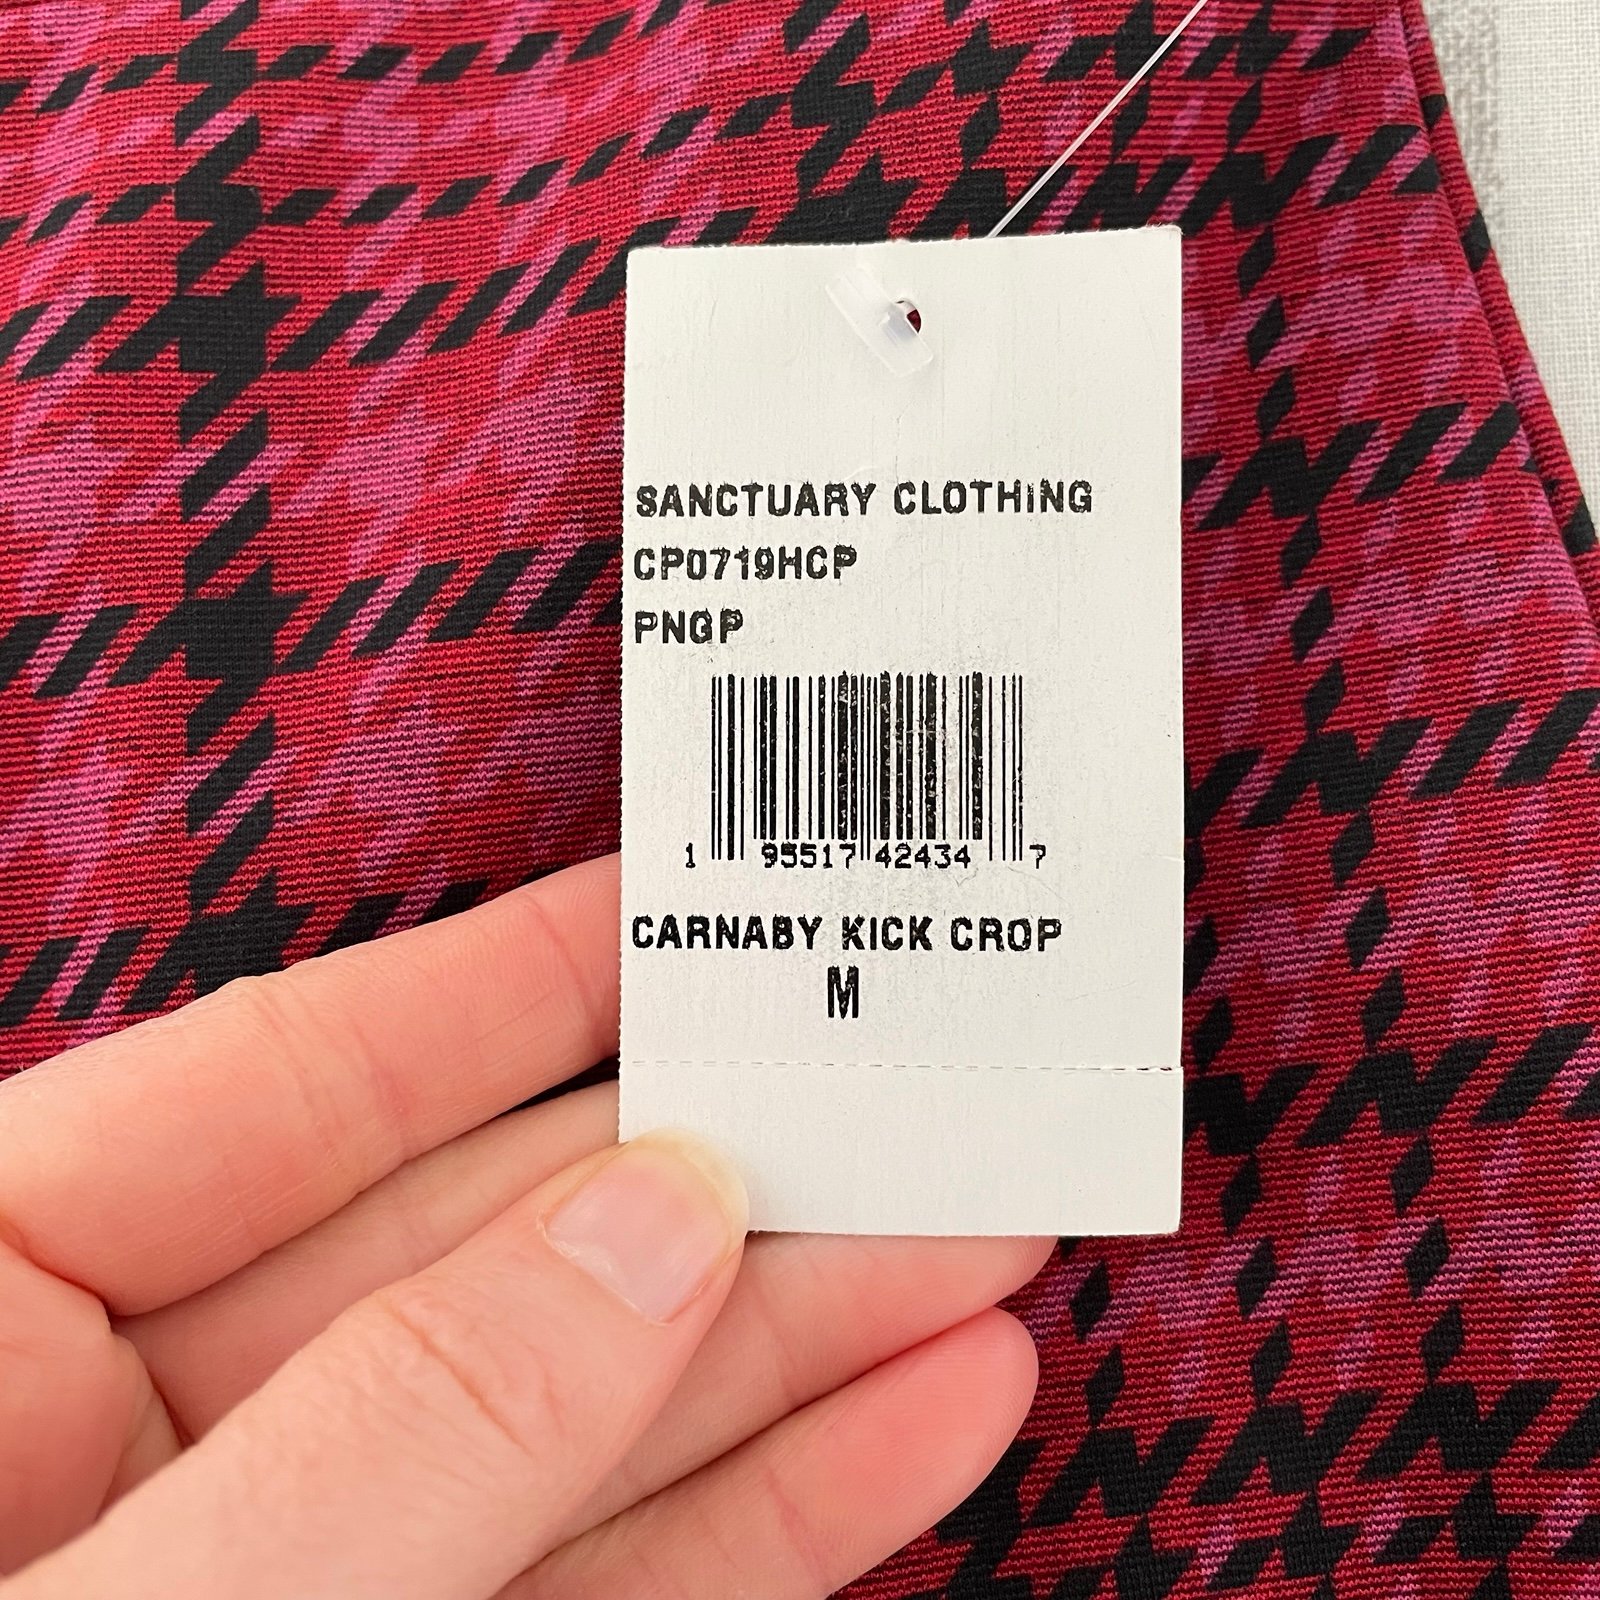 SANCTUARY CLOTHING
CP0719HCP
PNGP
1 95517 42434 7
CARNABY KICK CROP
M